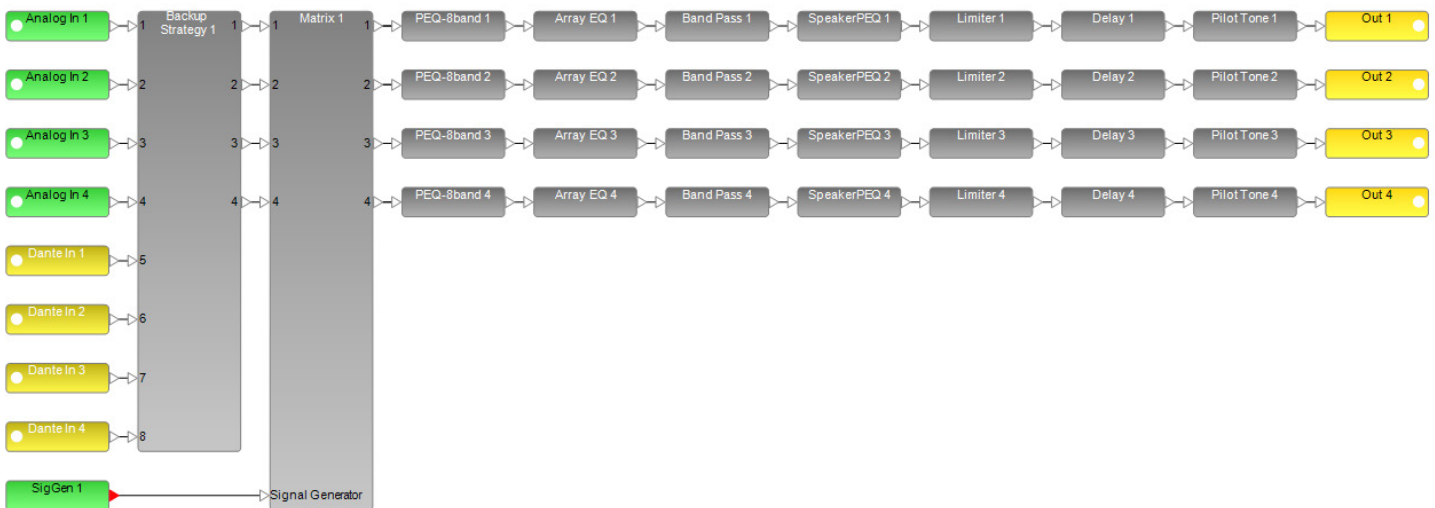 Analog In 1
1
Backup
Strategy 1
1
1
Matrix 1
1
PEQ-8band 1
Array EQ 1
Band Pass 1
SpeakerPEQ 1
Limiter 1
Delay 1
Pilot Tone 1
Out 1
Analog In 2
2
2
2
2
PEQ-8band 2
Array EQ 2
Band Pass 2
SpeakerPEQ 2
Limiter 2
Delay 2
Pilot Tone 2
Out 2
Analog In 3
3
3
3
3
PEQ-8band 3
Array EQ 3
Band Pass 3
SpeakerPEQ 3
Limiter 3
Delay 3
Pilot Tone 3
Out 3
Analog In 4
4
4
4
4
PEQ-8band 4
Array EQ 4
Band Pass 4
SpeakerPEQ 4
Limiter 4
Delay 4
Pilot Tone 4
Out 4
Dante In 1
5
Dante In 2
6
Dante In 3
7
Dante In 4
8
SigGen 1
Signal Generator